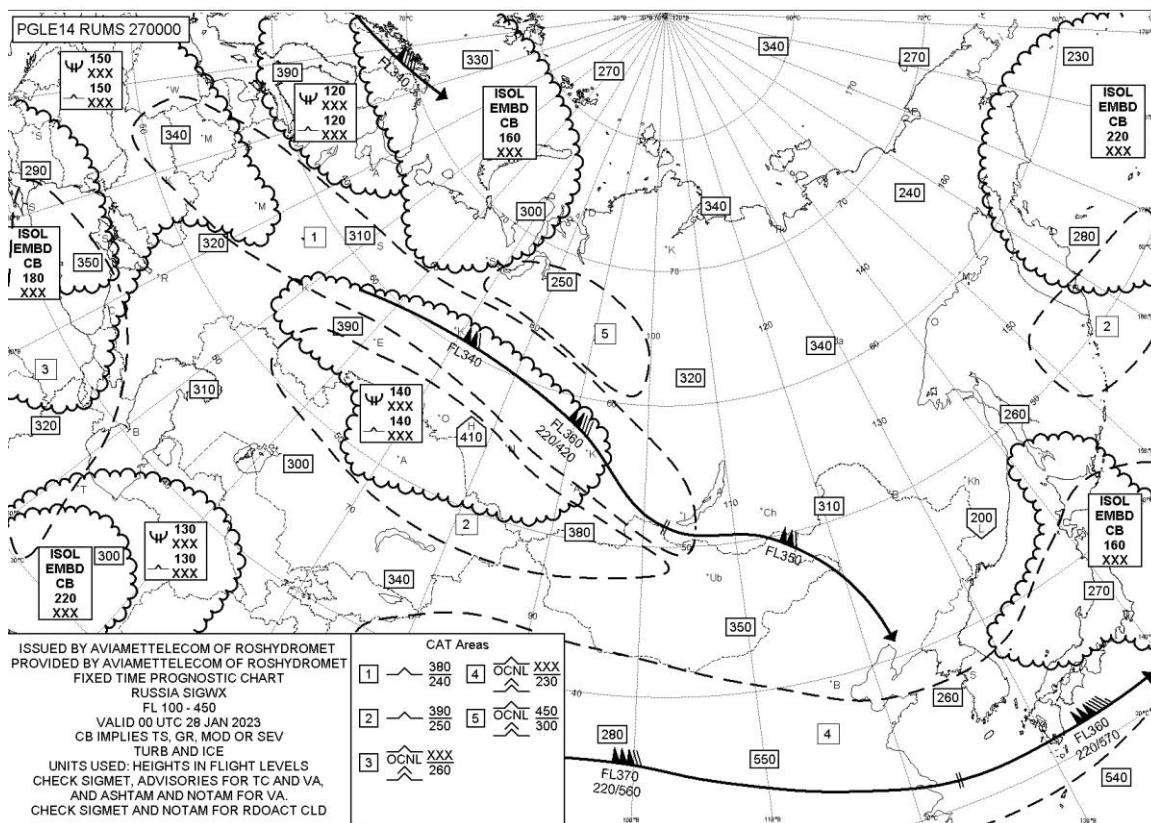 PGLE14 RUMS 270000
150
XXX
150
XXX
340
290
350
ISOL
EMBD
CB
180
XXX
3
320
320
1
310
310
390
120
XXX
120
XXX
FL340
330
270
ISOL
EMBD
CB
160
XXX
300
250
5
340
270
340
240
230
ISOL
EMBD
CB
220
XXX
280
2
340
320
390
FL340
140
XXX
140
XXX
H
410
FL360
220/420
300
2
380
340
ISOL
EMBD
CB
220
XXX
300
130
XXX
130
XXX
310
FL350
350
Ch
Ub
Kh
200
L
260
ISOL
EMBD
CB
160
XXX
270
260
4
280
FL370
220/560
550
FL360
220/570
540
ISSUED BY AVIAMETTELECOM OF ROSHYDROMET
PROVIDED BY AVIAMETTELECOM OF ROSHYDROMET
FIXED TIME PROGNOSTIC CHART
RUSSIA SIGWX
FL 100 - 450
VALID 00 UTC 28 JAN 2023
CB IMPLIES TS, GR, MOD OR SEV
TURB AND ICE
UNITS USED: HEIGHTS IN FLIGHT LEVELS
CHECK SIGMET, ADVISORIES FOR TC AND VA,
AND ASHTAM AND NOTAM FOR VA.
CHECK SIGMET AND NOTAM FOR RDOACT CLD
CAT Areas
1 380
240
2 390
250
3 OCNL XXX
260
4 OCNL XXX
230
5 OCNL 450
300